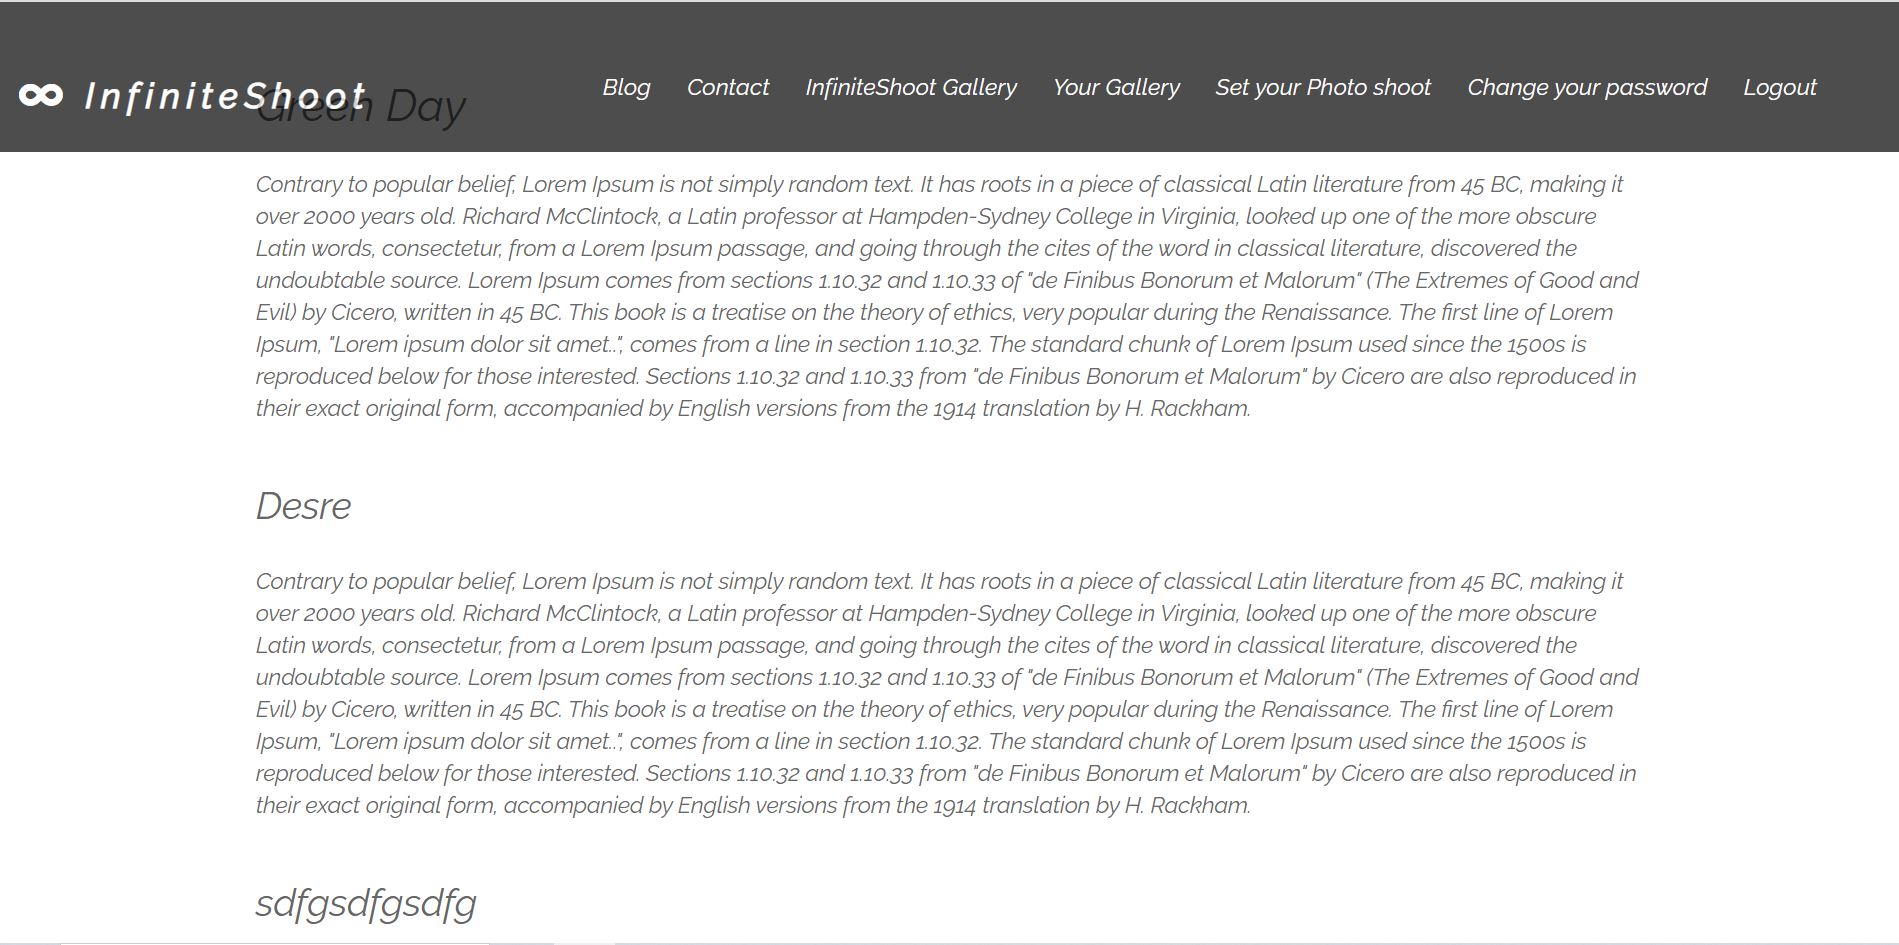 InfiniteShoot
Blog Contact InfiniteShoot Gallery Your Gallery Set your Photo shoot Change your password Logout
Green Day
Contrary to popular belief, Lorem Ipsum is not simply random text. It has roots in a piece of classical Latin literature from 45 BC, making it
over 2000 years old. Richard McClintock, a Latin professor at Hampden-Sydney College in Virginia, looked up one of the more obscure
Latin words, consectetur, from a Lorem Ipsum passage, and going through the cites of the word in classical literature, discovered the
undoubtable source. Lorem Ipsum comes from sections 1.10.32 and 1.10.33 of "de Finibus Bonorum et Malorum" (The Extremes of Good and
Evil) by Cicero, written in 45 BC. This book is a treatise on the theory of ethics, very popular during the Renaissance. The first line of Lorem
Ipsum, "Lorem ipsum dolor sit amet..", comes from a line in section 1.10.32. The standard chunk of Lorem Ipsum used since the 1500s is
reproduced below for those interested. Sections 1.10.32 and 1.10.33 from "de Finibus Bonorum et Malorum" by Cicero are also reproduced in
their exact original form, accompanied by English versions from the 1914 translation by H. Rackham.
Desre
Contrary to popular belief, Lorem Ipsum is not simply random text. It has roots in a piece of classical Latin literature from 45 BC, making it
over 2000 years old. Richard McClintock, a Latin professor at Hampden-Sydney College in Virginia, looked up one of the more obscure
Latin words, consectetur, from a Lorem Ipsum passage, and going through the cites of the word in classical literature, discovered the
undoubtable source. Lorem Ipsum comes from sections 1.10.32 and 1.10.33 of "de Finibus Bonorum et Malorum" (The Extremes of Good and
Evil) by Cicero, written in 45 BC. This book is a treatise on the theory of ethics, very popular during the Renaissance. The first line of Lorem
Ipsum, "Lorem ipsum dolor sit amet..", comes from a line in section 1.10.32. The standard chunk of Lorem Ipsum used since the 1500s is
reproduced below for those interested. Sections 1.10.32 and 1.10.33 from "de Finibus Bonorum et Malorum" by Cicero are also reproduced in
their exact original form, accompanied by English versions from the 1914 translation by H. Rackham.
sdfgsdfgsdfg